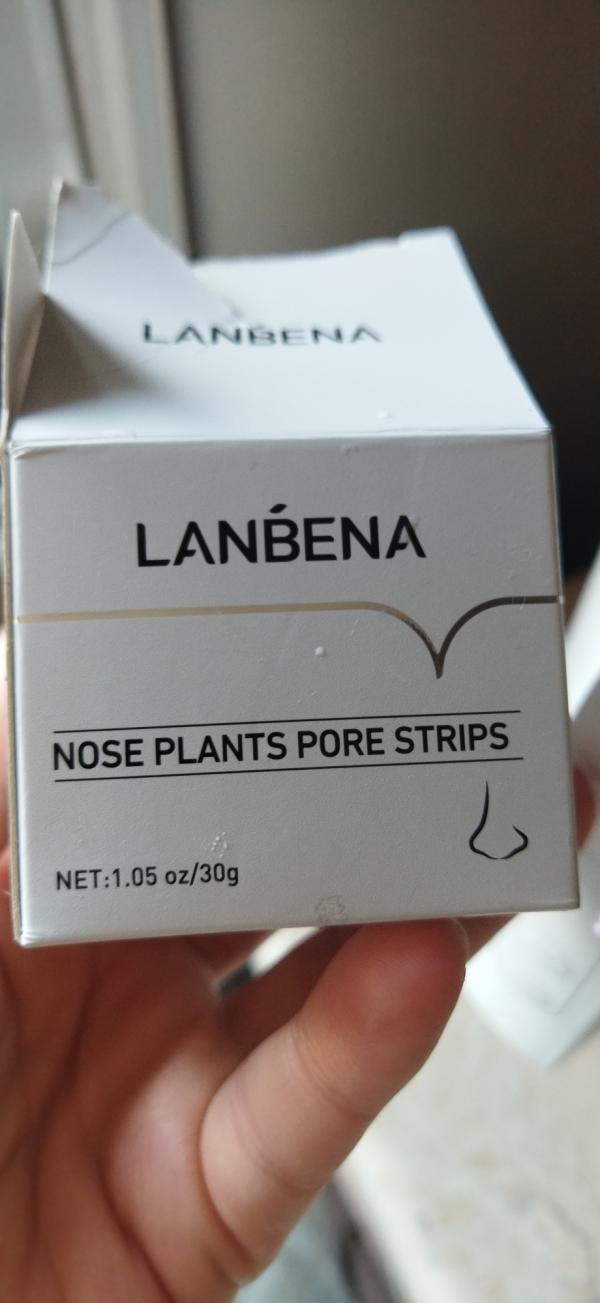 LANBENA
LANBENA
NOSE PLANTS PORE STRIPS
NET:1.05 oz/30g